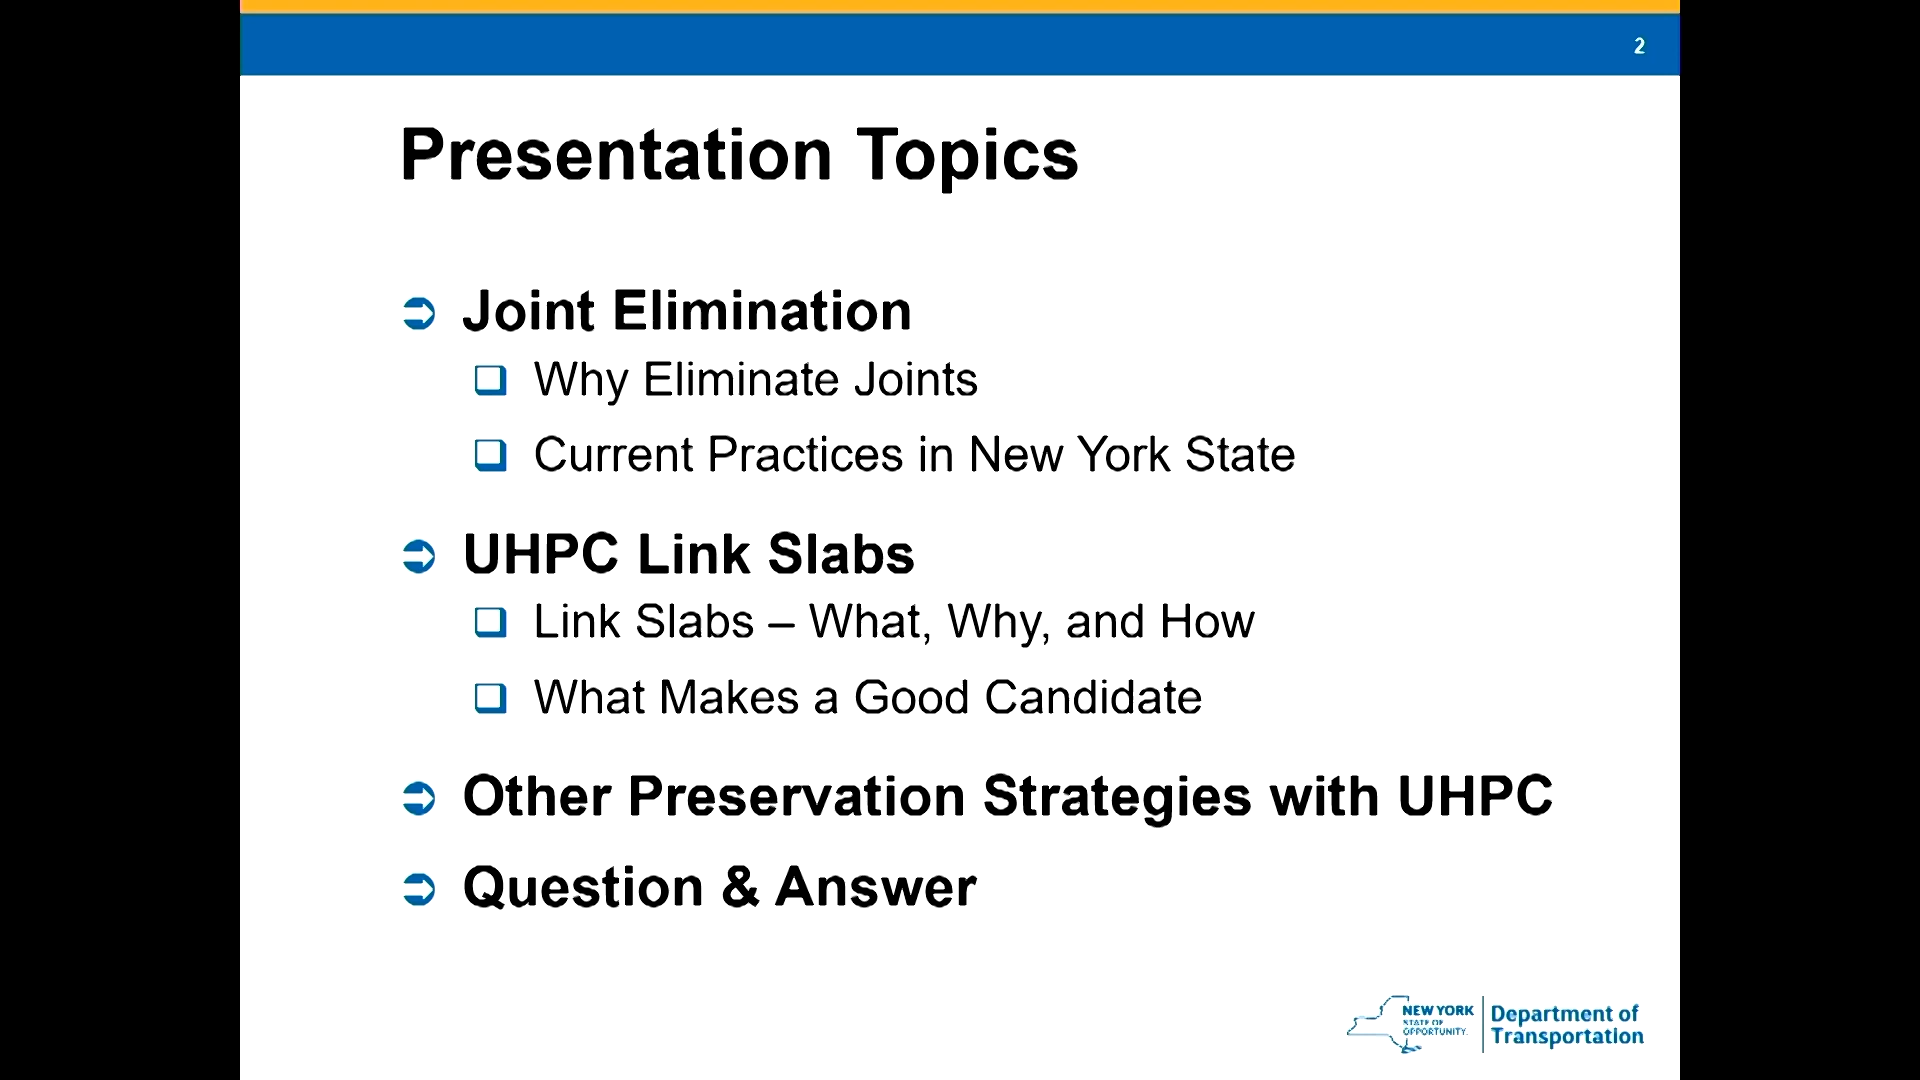 2
Presentation Topics
Joint Elimination
Why Eliminate Joints
Current Practices in New York State
UHPC Link Slabs
Link Slabs – What, Why, and How
What Makes a Good Candidate
Other Preservation Strategies with UHPC
Question & Answer
NEW YORK
STATE OF
OPPORTUNITY.
Department of
Transportation